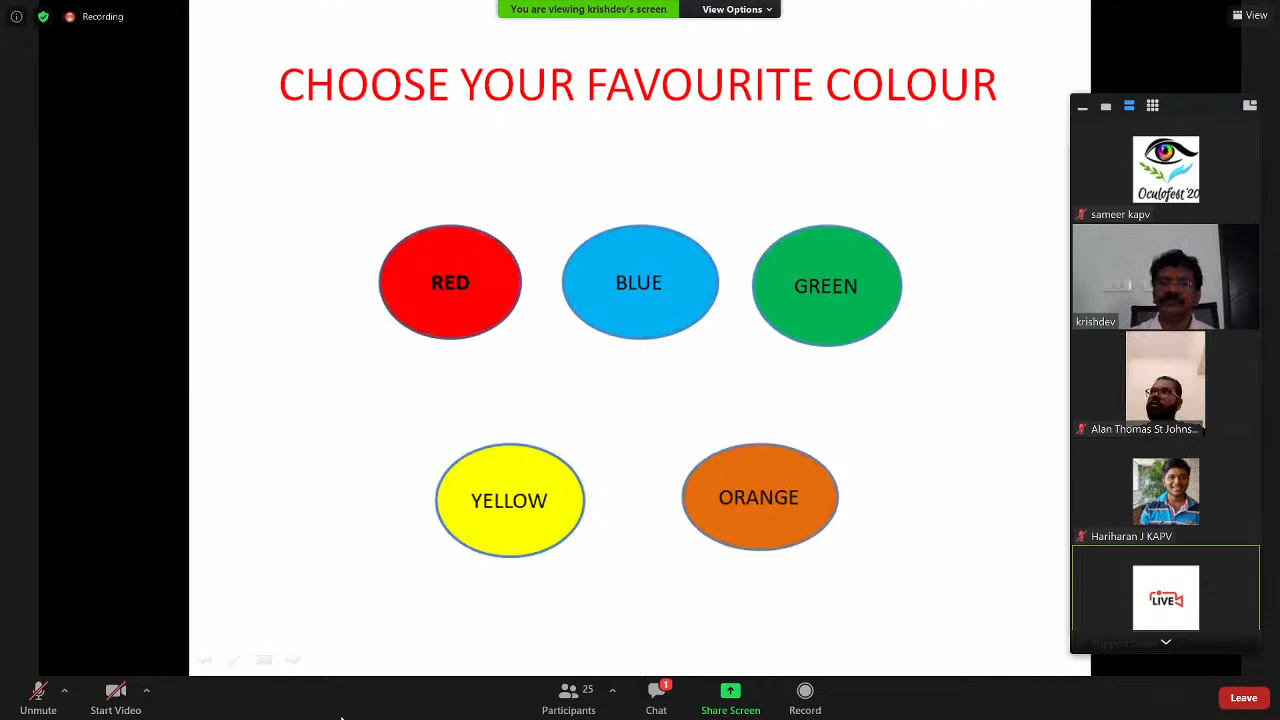 Recording
You are viewing krishdev's screen
View Options
View
CHOOSE YOUR FAVOURITE COLOUR
Oculofest '20
sameer kapv
RED
BLUE
GREEN
krishdev
Alan Thomas St Johns...
YELLOW
ORANGE
Hariharan J KAPV
LIVE
Unmute
Start Video
25
Participants
1
Chat
Share Screen
Record
Leave